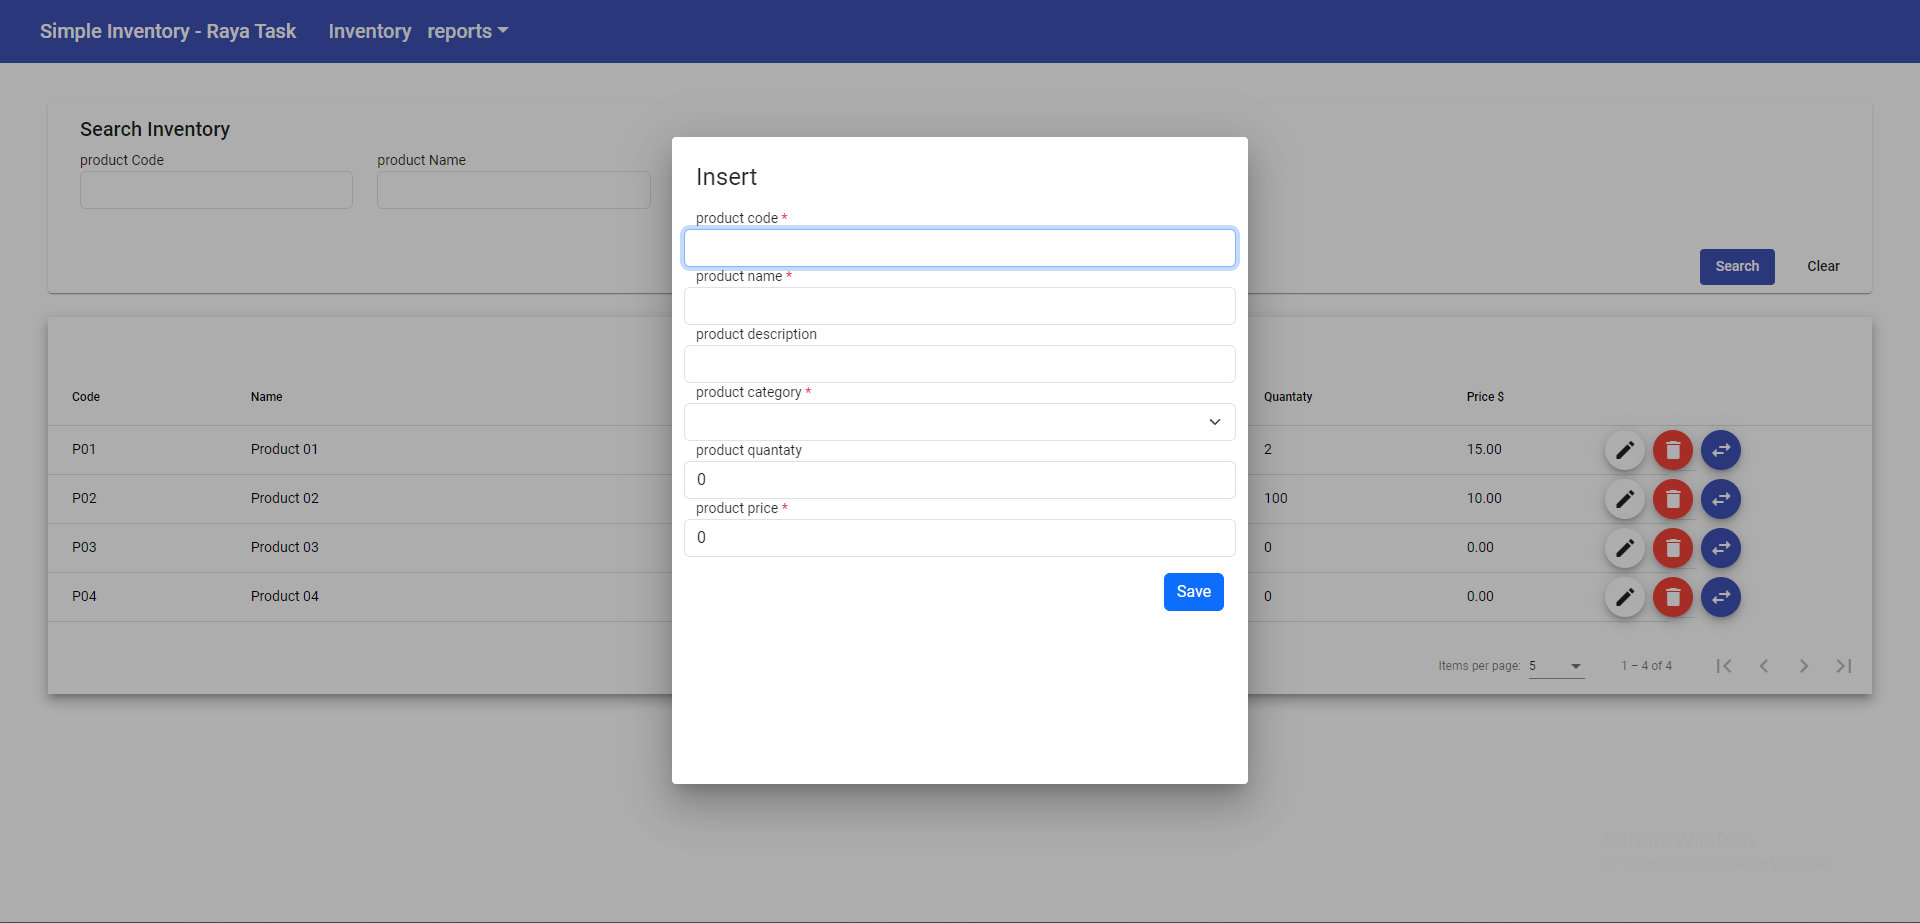 Simple Inventory - Raya Task Inventory reports
Search Inventory
product Code product Name
Search Clear
Insert
product code *
product name *
product description
product category *
product quantaty
0
product price *
0
Save
Code Name Quantaty Price $
P01 Product 01 2 15.00
P02 Product 02 100 10.00
P03 Product 03 0 0.00
P04 Product 04 0 0.00
Items per page: 5 1 – 4 of 4
Activate Windows